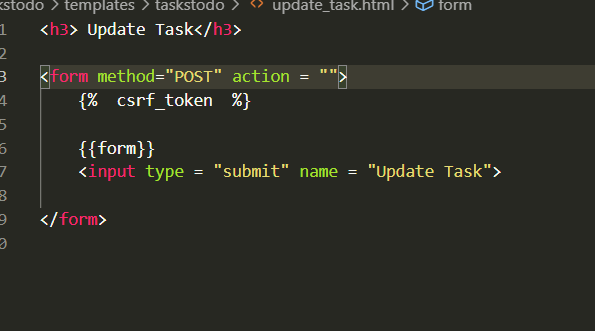 kstodo > templates > taskstodo > <> update_task.html > form
1 <h3> Update Task</h3>
2
3 <form method="POST" action = "">
4 {% csrf_token %}
5
6 {{form}}
7 <input type = "submit" name = "Update Task">
8
9 </form>
0